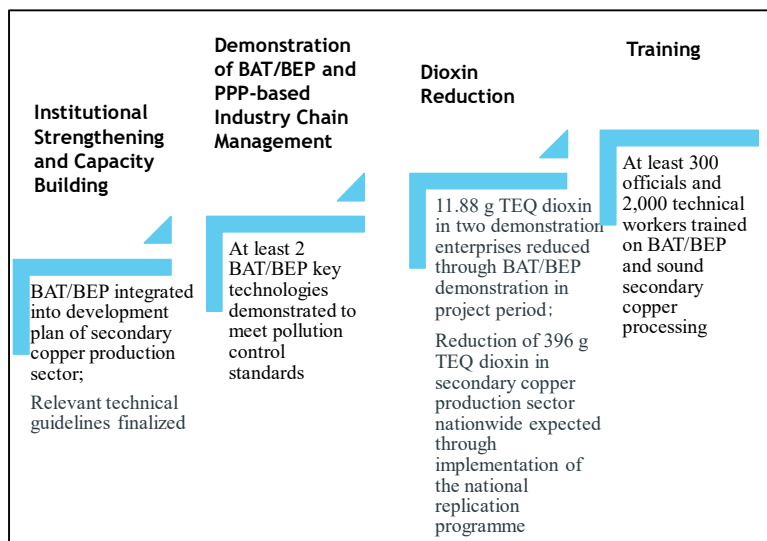 Institutional
Strengthening
and Capacity
Building
BAT/BEP integrated
into development
plan of secondary
copper production
sector;
Relevant technical
guidelines finalized
Demonstration
of BAT/BEP and
PPP-based
Industry Chain
Management
At least 2
BAT/BEP key
technologies
demonstrated to
meet pollution
control
standards
Dioxin
Reduction
11.88 g TEQ dioxin
in two demonstration
enterprises reduced
through BAT/BEP
demonstration in
project period;
Reduction of 396 g
TEQ dioxin in
secondary copper
production sector
nationwide expected
through
implementation of
the national
replication
programme
Training
At least 300
officials and
2,000 technical
workers trained
on BAT/BEP
and sound
secondary
copper
processing